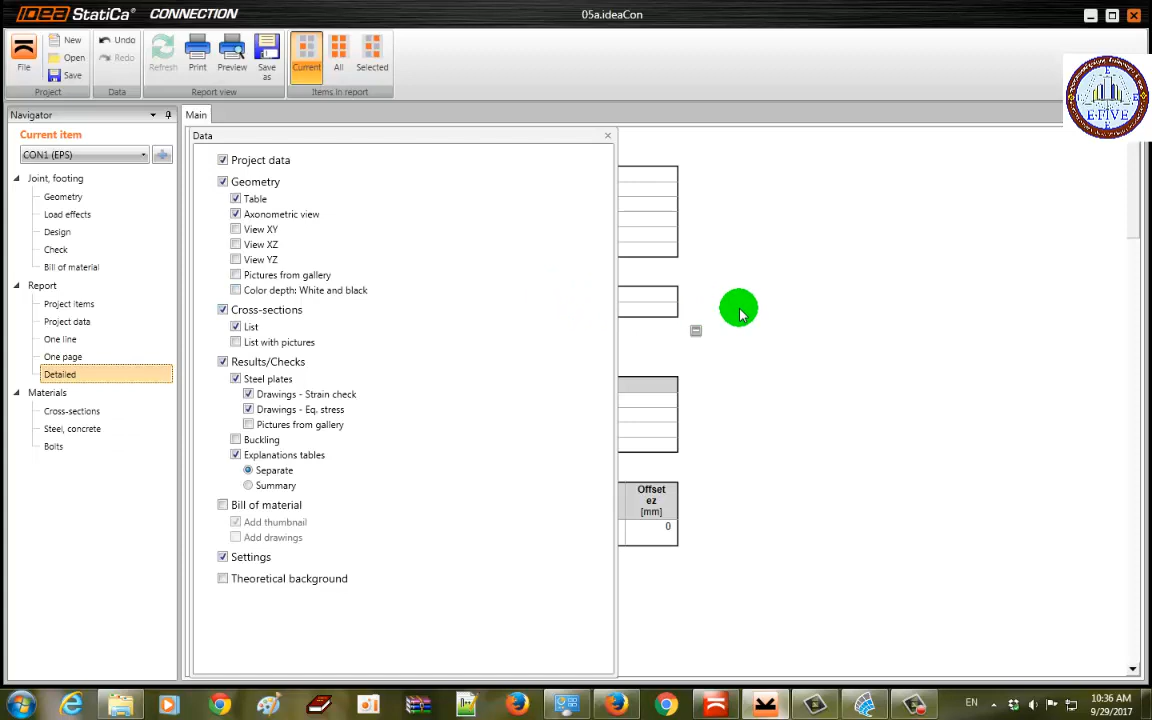 IDEA StatiCa® CONNECTION
05a.ideaCon
File
New
Open
Save
Project
Undo
Redo
Data
Refresh
Print
Preview
Save as
Report view
Current
All
Selected
Items in report
Navigator
Current item
CON1 (EPS)
Joint, footing
Geometry
Load effects
Design
Check
Bill of material
Report
Project items
Project data
One line
One page
Detailed
Materials
Cross-sections
Steel, concrete
Bolts
Main
Data
Project data
Geometry
Table
Axonometric view
View XY
View XZ
View YZ
Pictures from gallery
Color depth: White and black
Cross-sections
List
List with pictures
Results/Checks
Steel plates
Drawings - Strain check
Drawings - Eq. stress
Pictures from gallery
Buckling
Explanations tables
Separate
Summary
Bill of material
Add thumbnail
Add drawings
Settings
Theoretical background
Offset
ez
[mm]
0
E-FIVE
EN
10:36 AM
9/29/2017